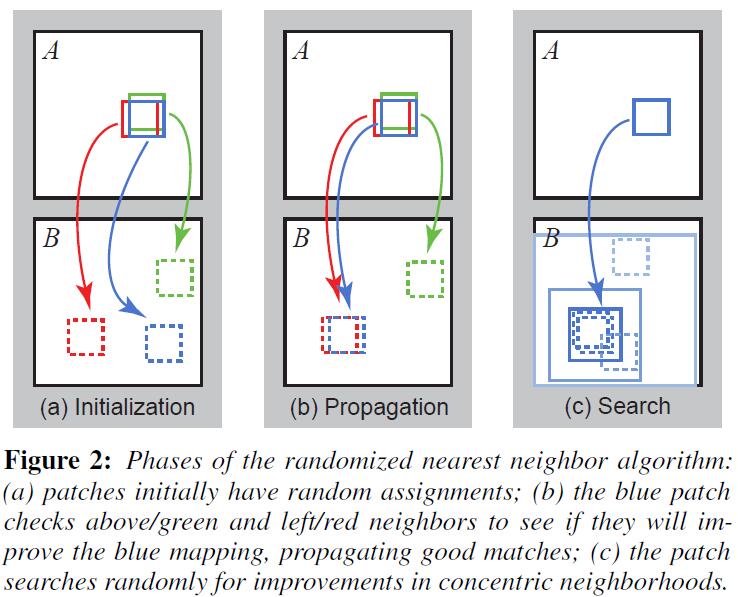 A
A
A
B
B
B
(a) Initialization
(b) Propagation
(c) Search
Figure 2: Phases of the randomized nearest neighbor algorithm:
(a) patches initially have random assignments; (b) the blue patch
checks above/green and left/red neighbors to see if they will im-
prove the blue mapping, propagating good matches; (c) the patch
searches randomly for improvements in concentric neighborhoods.